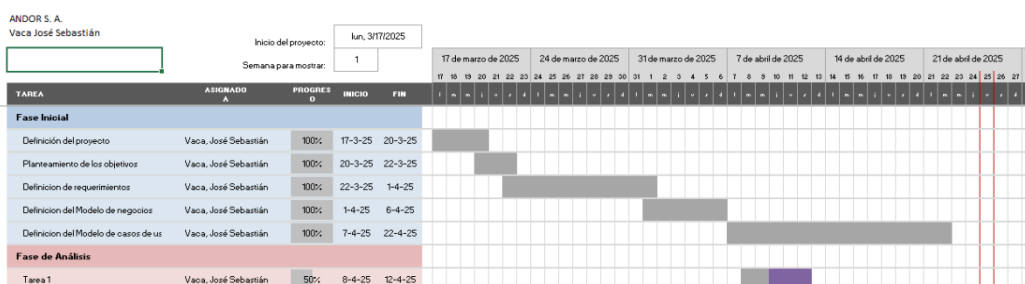 ANDOR S. A.
Vaca José Sebastián
Inicio del proyecto: lun, 3/17/2025
Semana para mostrar: 1
17 de marzo de 2025 24 de marzo de 2025 31 de marzo de 2025 7 de abril de 2025 14 de abril de 2025 21 de abril de 2025
17 18 19 20 21 22 23 24 25 26 27 28 29 30 31 1 2 3 4 5 6 7 8 9 10 11 12 13 14 15 16 17 18 19 20 21 22 23 24 25 26 27
TAREA ASIGNADO A PROGRESO INICIO FIN l m m j v s d l m m j v s d l m m j v s d l m m j v s d l m m j v s d l m m j v s d
Fase Inicial
Definición del proyecto Vaca, José Sebastián 100% 17-3-25 20-3-25
Planteamiento de los objetivos Vaca, José Sebastián 100% 20-3-25 22-3-25
Definicion de requerimientos Vaca, José Sebastián 100% 22-3-25 1-4-25
Definicion del Modelo de negocios Vaca, José Sebastián 100% 1-4-25 6-4-25
Definicion del Modelo de casos de us Vaca, José Sebastián 100% 7-4-25 22-4-25
Fase de Análisis
Tarea 1 Vaca, José Sebastián 50% 8-4-25 12-4-25